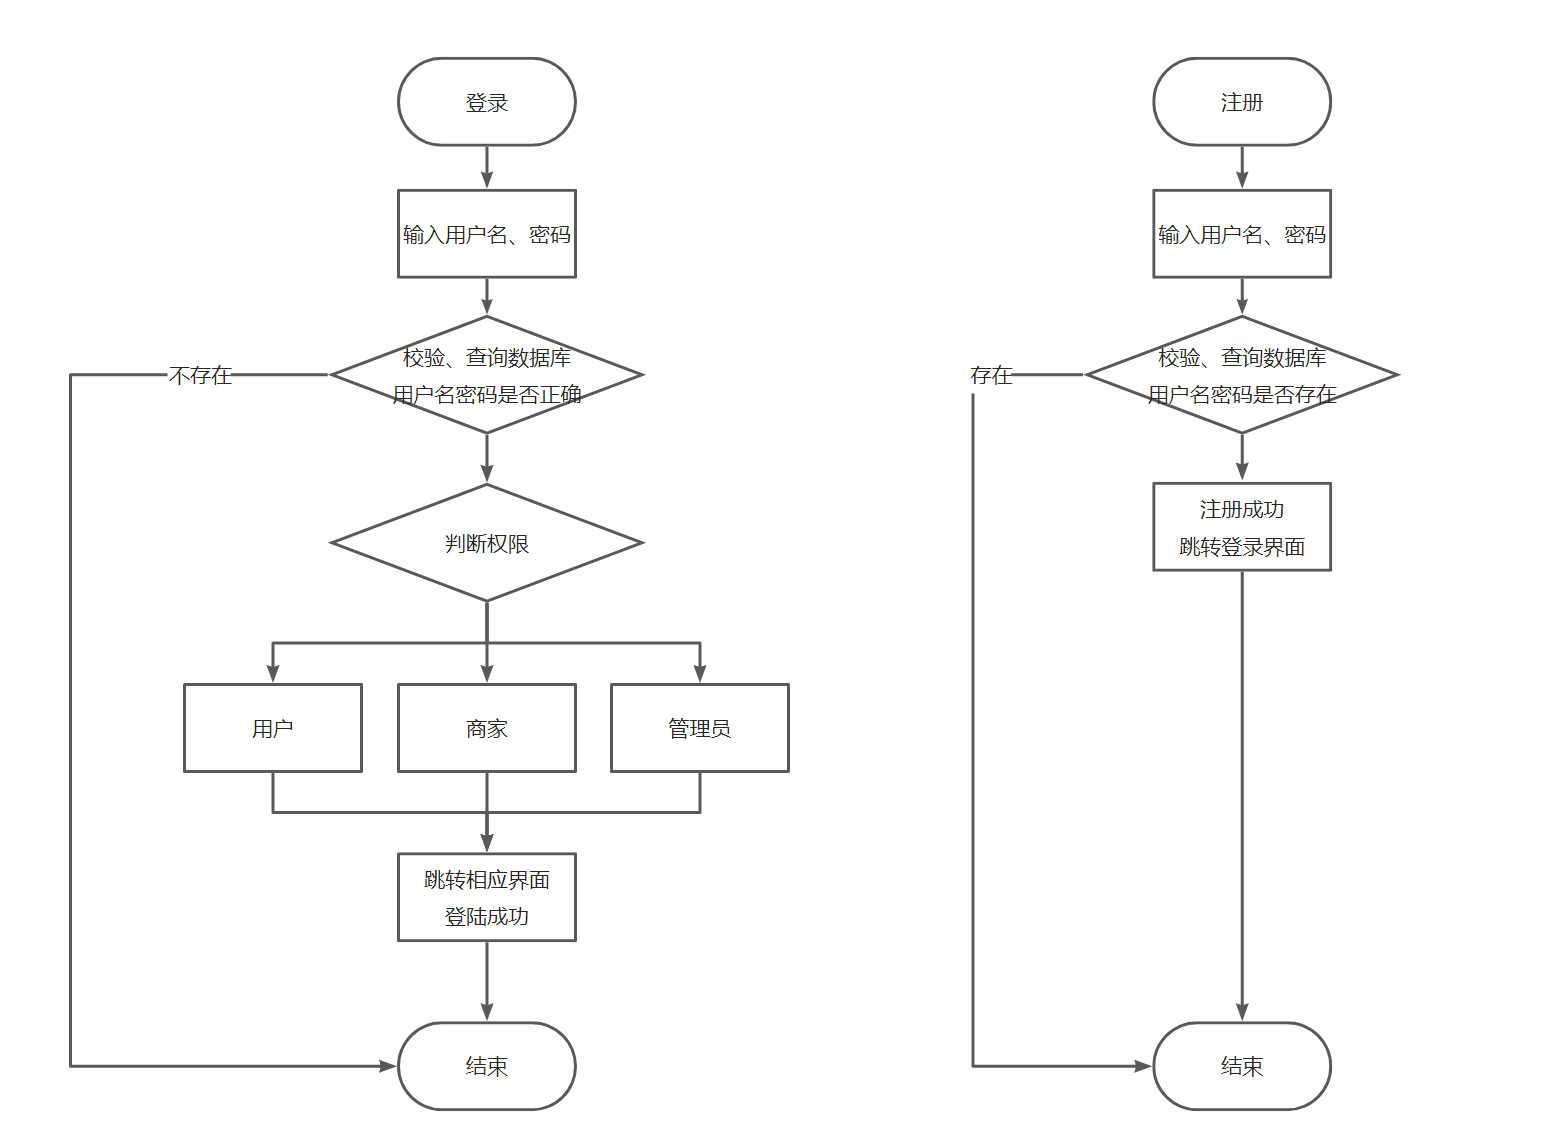 登录
输入用户名、密码
校验、查询数据库
用户名密码是否正确
不存在
判断权限
用户
商家
管理员
跳转相应界面
登陆成功
结束
注册
输入用户名、密码
校验、查询数据库
用户名密码是否存在
存在
注册成功
跳转登录界面
结束